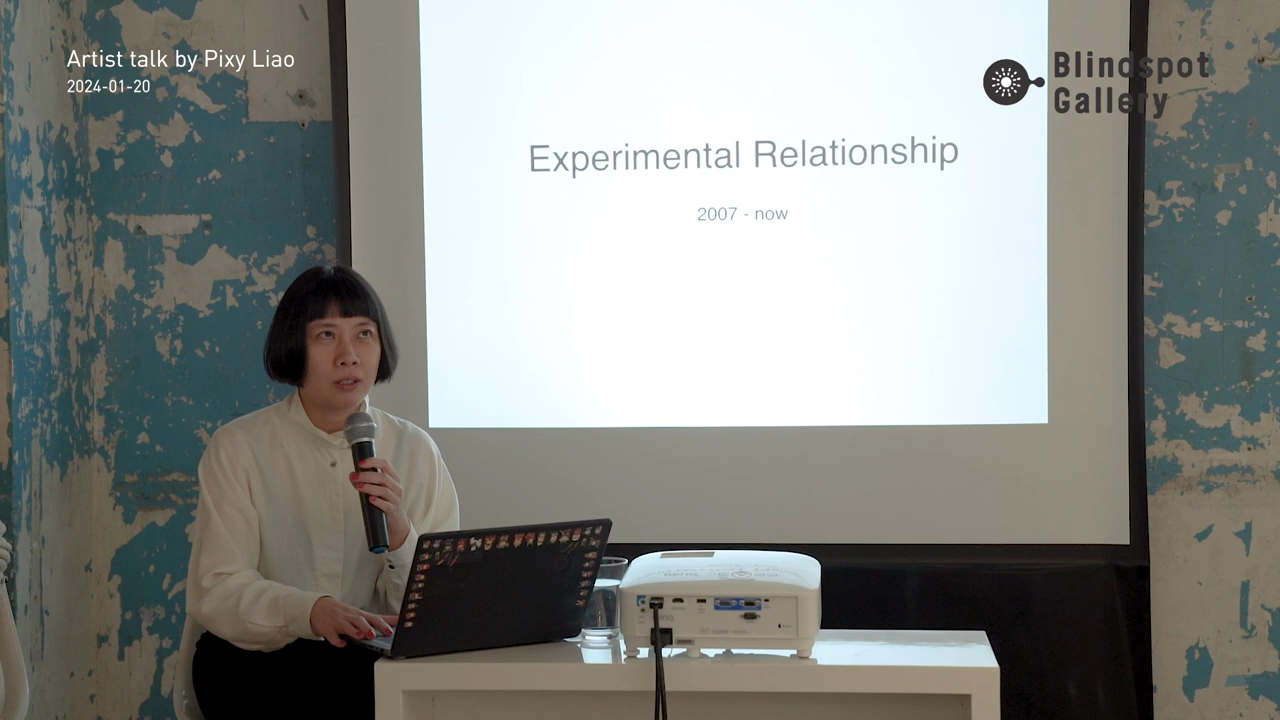 Artist talk by Pixy Liao
2024-01-20
Blindspot
Gallery
Experimental Relationship
2007 - now